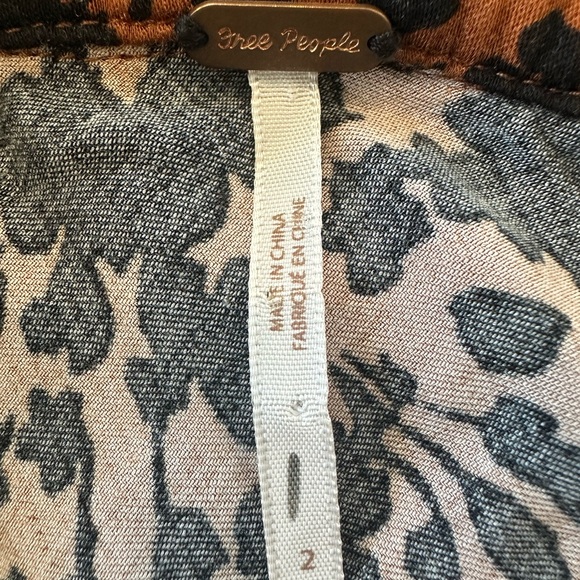 Free People
MADE IN CHINA
FABRIQUÉ EN CHINE
2